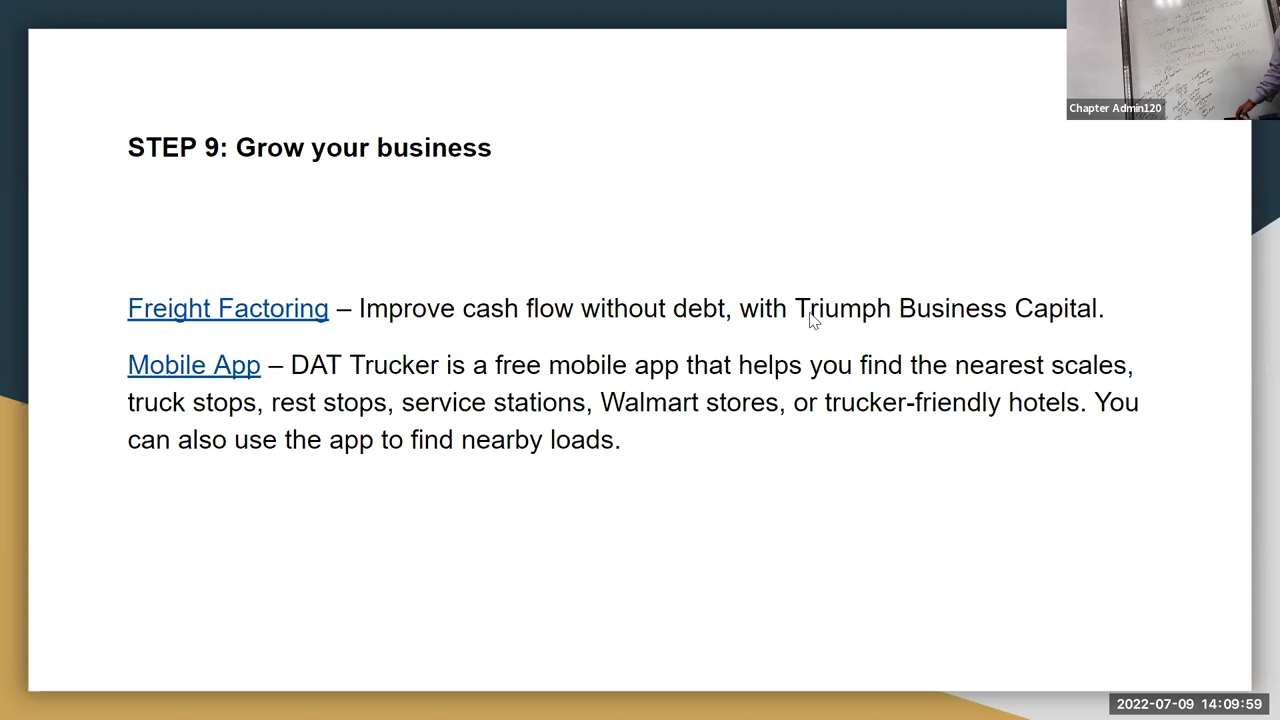 Chapter Admin120
STEP 9: Grow your business
Freight Factoring – Improve cash flow without debt, with Triumph Business Capital.
Mobile App – DAT Trucker is a free mobile app that helps you find the nearest scales,
truck stops, rest stops, service stations, Walmart stores, or trucker-friendly hotels. You
can also use the app to find nearby loads.
2022-07-09 14:09:59